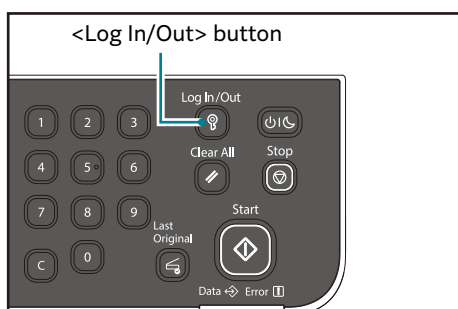 <Log In/Out> button
Log In/Out
1 2 3
Clear All Stop
4 5 6
7 8 9
Start
Last
Original
C 0
Data Error